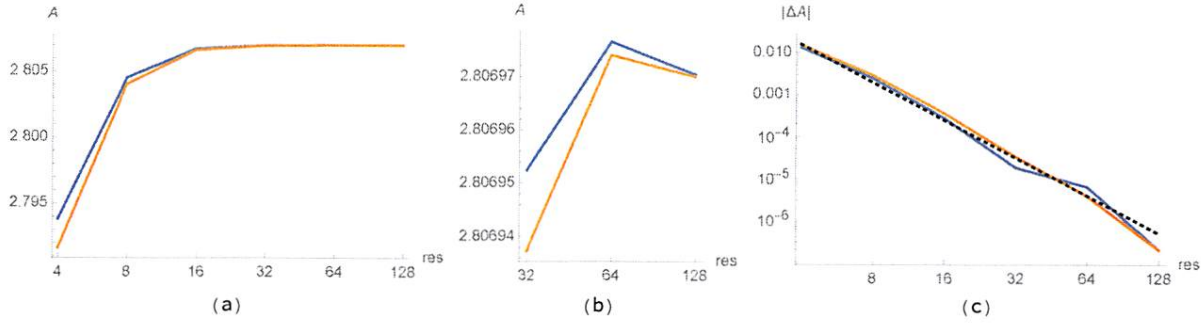 A
2.805
2.800
2.795
4 8 16 32 64 128 res
(a)
A
2.80697
2.80696
2.80695
2.80694
32 64 128 res
(b)
|ΔA|
0.010
0.001
10⁻⁴
10⁻⁵
10⁻⁶
8 16 32 64 128 res
(c)